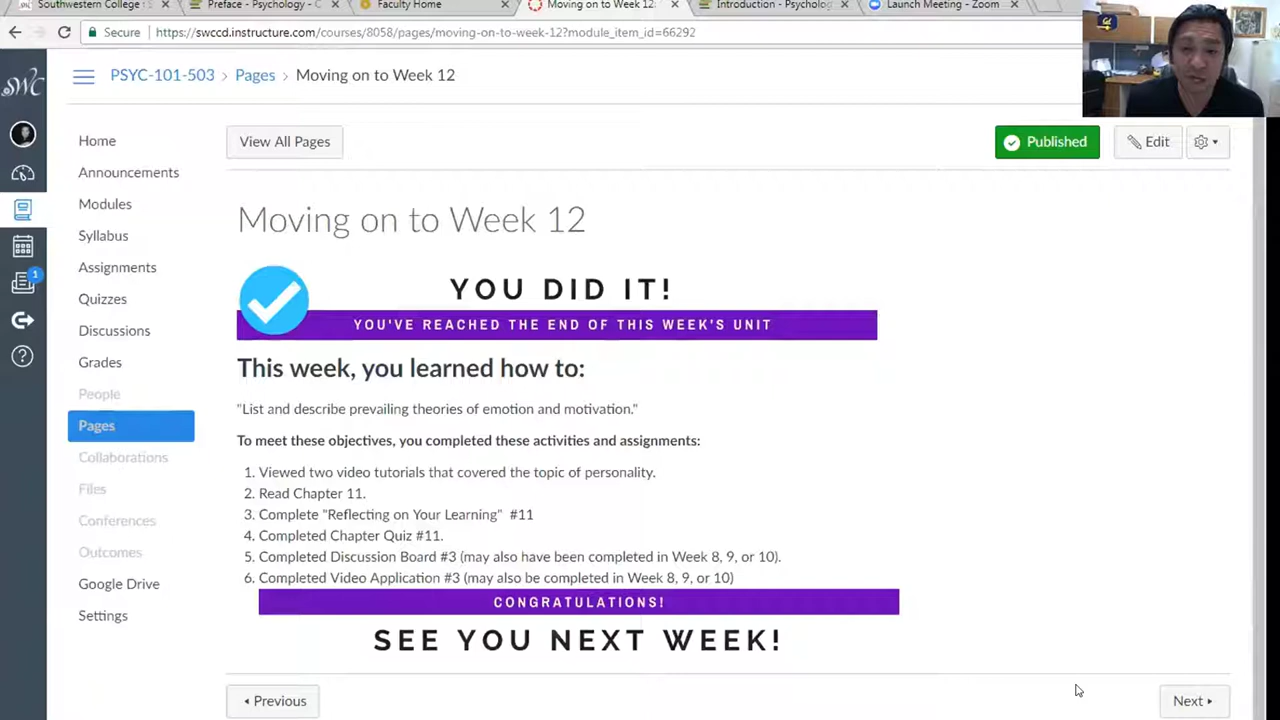 Southwestern College
Preface - Psychology - C
Faculty Home
Moving on to Week 12:
Introduction - Psycholog
Launch Meeting - Zoom
Secure
https://swccd.instructure.com/courses/8058/pages/moving-on-to-week-12?module_item_id=66292
SWC
PSYC-101-503 > Pages > Moving on to Week 12
Home
Announcements
Modules
Syllabus
Assignments
Quizzes
Discussions
Grades
People
Pages
Collaborations
Files
Conferences
Outcomes
Google Drive
Settings
1
View All Pages
Published
Edit
Moving on to Week 12
YOU DID IT!
YOU'VE REACHED THE END OF THIS WEEK'S UNIT
This week, you learned how to:
"List and describe prevailing theories of emotion and motivation."
To meet these objectives, you completed these activities and assignments:
1. Viewed two video tutorials that covered the topic of personality.
2. Read Chapter 11.
3. Complete "Reflecting on Your Learning" #11
4. Completed Chapter Quiz #11.
5. Completed Discussion Board #3 (may also have been completed in Week 8, 9, or 10).
6. Completed Video Application #3 (may also be completed in Week 8, 9, or 10)
CONGRATULATIONS!
SEE YOU NEXT WEEK!
Previous
Next